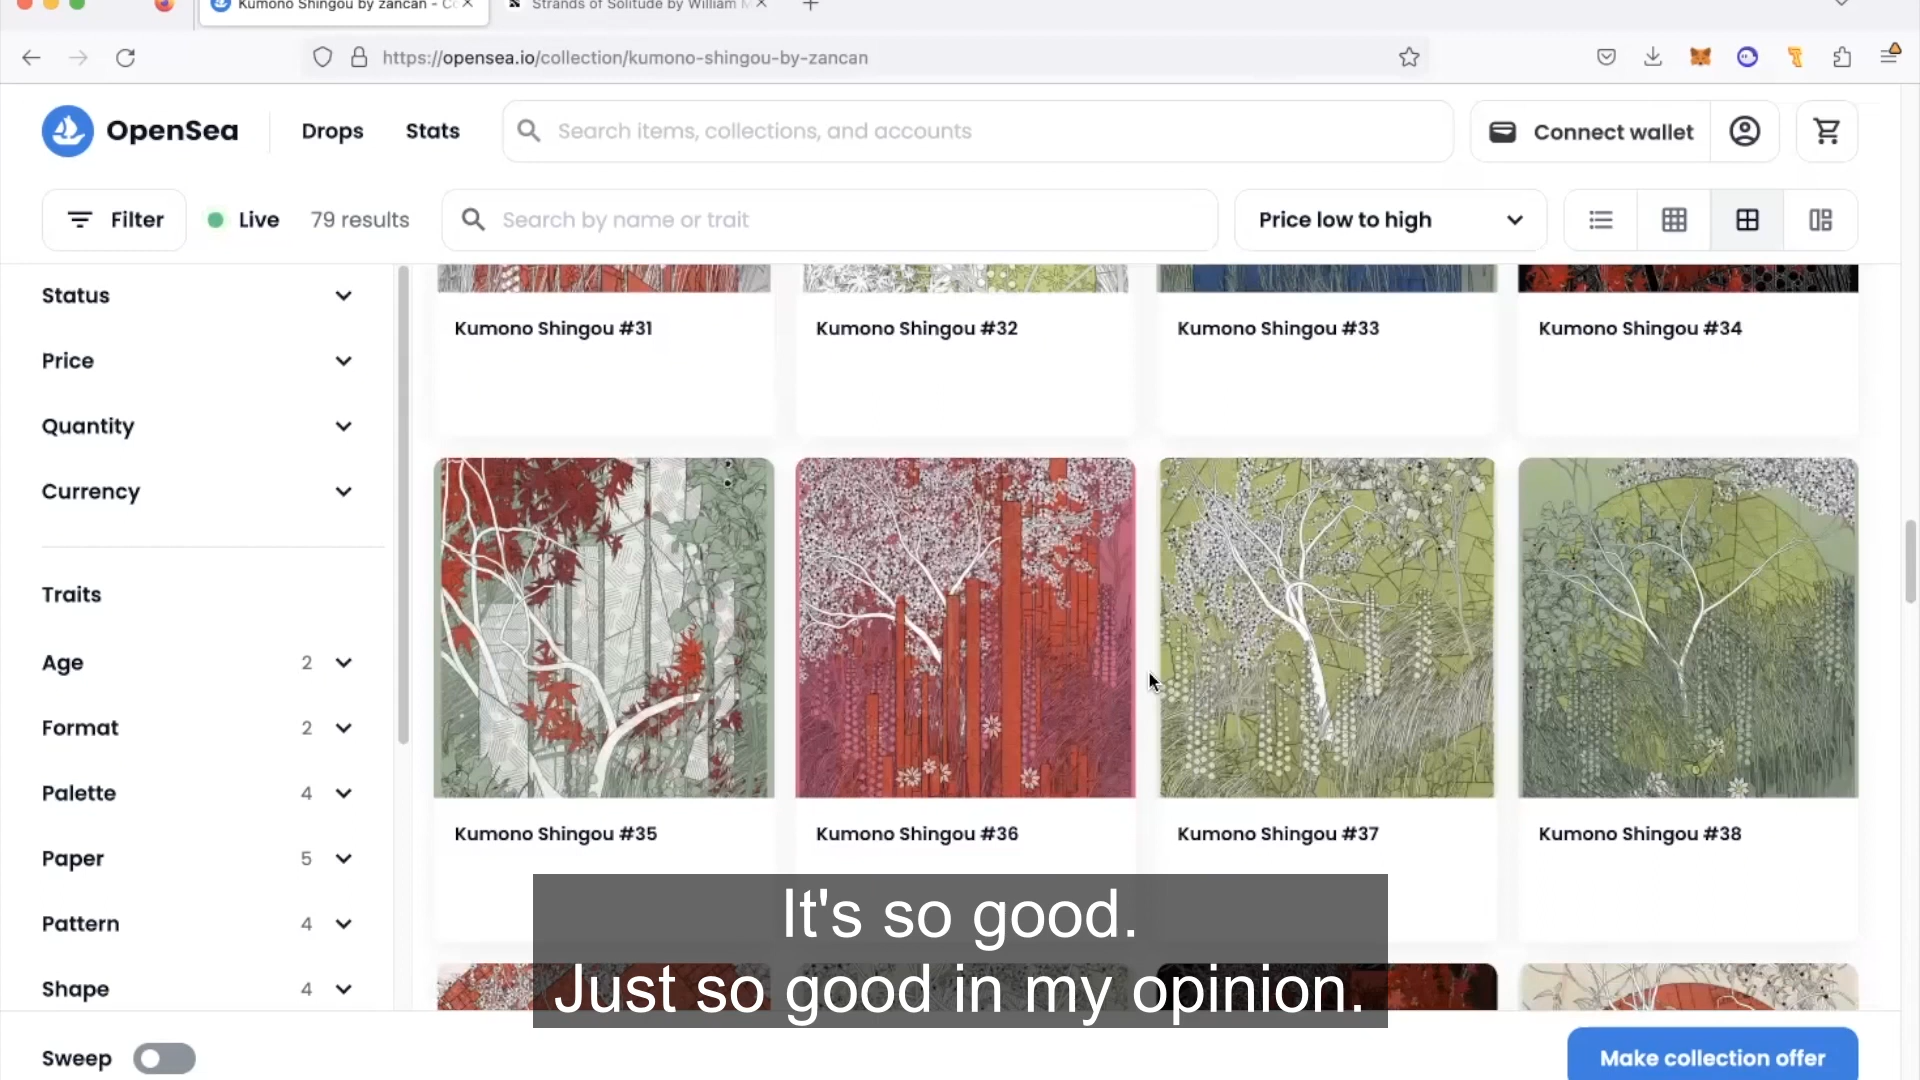 Kumono Shingou by zancan - Co
Strands of Solitude by William M
https://opensea.io/collection/kumono-shingou-by-zancan
OpenSea
Drops
Stats
Search items, collections, and accounts
Connect wallet
Filter
Live
79 results
Search by name or trait
Price low to high
Status
Price
Quantity
Currency
Traits
Age 2
Format 2
Palette 4
Paper 5
Pattern 4
Shape 4
Kumono Shingou #31
Kumono Shingou #32
Kumono Shingou #33
Kumono Shingou #34
Kumono Shingou #35
Kumono Shingou #36
Kumono Shingou #37
Kumono Shingou #38
It's so good.
Just so good in my opinion.
Sweep
Make collection offer